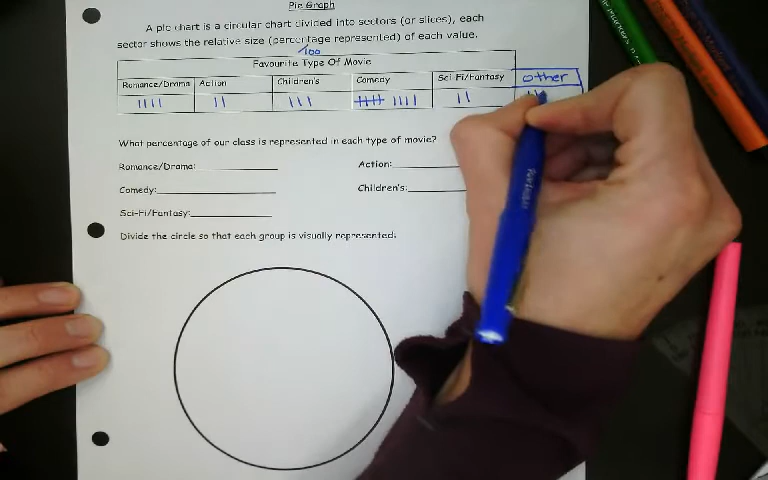 Pie Graph
A pie chart is a circular chart divided into sectors (or slices), each
sector shows the relative size (percentage represented) of each value.
100
Favourite Type Of Movie
Romance/Drama Action Children's Comedy Sci-Fi/Fantasy other
What percentage of our class is represented in each type of movie?
Romance/Drama: Action:
Comedy: Children's:
Sci-Fi/Fantasy:
Divide the circle so that each group is visually represented: